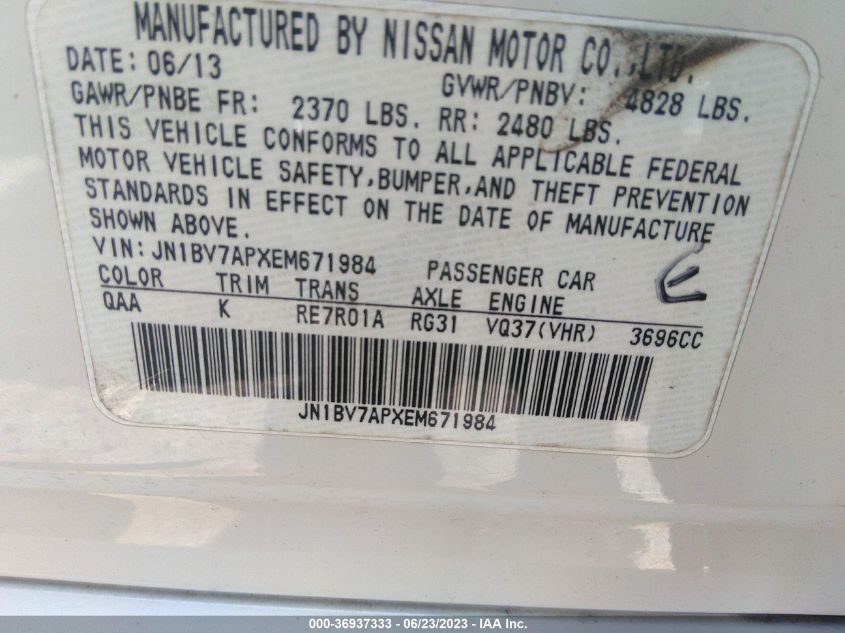 MANUFACTURED BY NISSAN MOTOR CO.,LTD.
DATE: 06/13 GVWR/PNBV: 4828 LBS.
GAWR/PNBE FR: 2370 LBS. RR: 2480 LBS.
THIS VEHICLE CONFORMS TO ALL APPLICABLE FEDERAL
MOTOR VEHICLE SAFETY,BUMPER,AND THEFT PREVENTION
STANDARDS IN EFFECT ON THE DATE OF MANUFACTURE
SHOWN ABOVE.
VIN:JN1BV7APXEM671984 PASSENGER CAR E
COLOR TRIM TRANS AXLE ENGINE
QAA K RE7R01A RG31 VQ37(VHR) 3696CC
JN1BV7APXEM671984
000-36937333 - 06/23/2023 - IAA Inc.